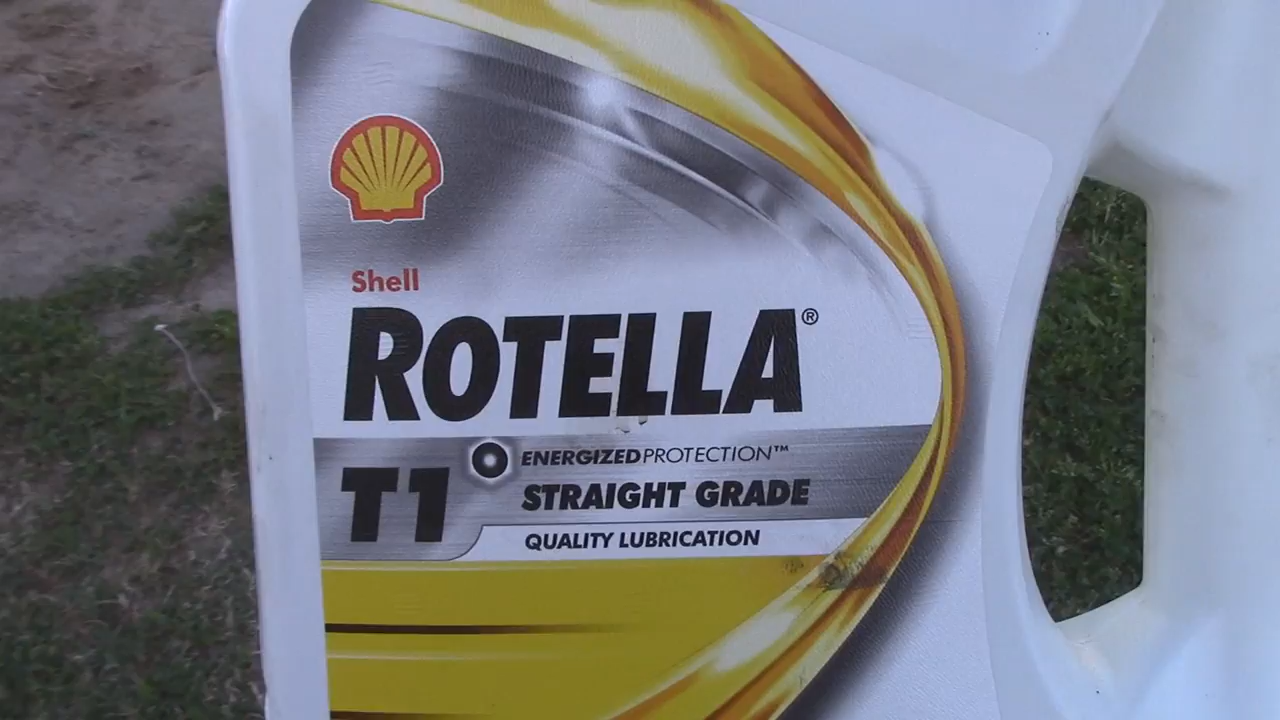 Shell
ROTELLA®
T1
ENERGIZED PROTECTION™
STRAIGHT GRADE
QUALITY LUBRICATION